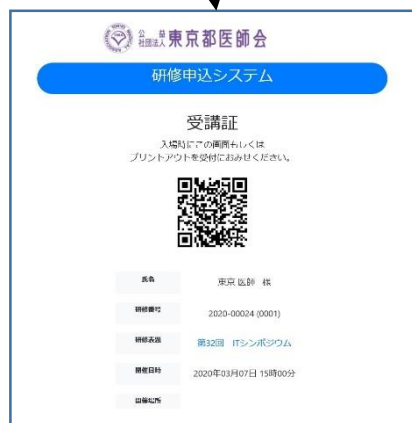 公益社団法人東京都医師会
研修申込システム
受講証
入場時にこの画面もしくは
プリントアウトを受付におみせください。
氏名 東京 医師 様
研修番号 2020-00024 (0001)
研修表題 第32回 ITシンポジウム
開催日時 2020年03月07日 15時00分
開催場所